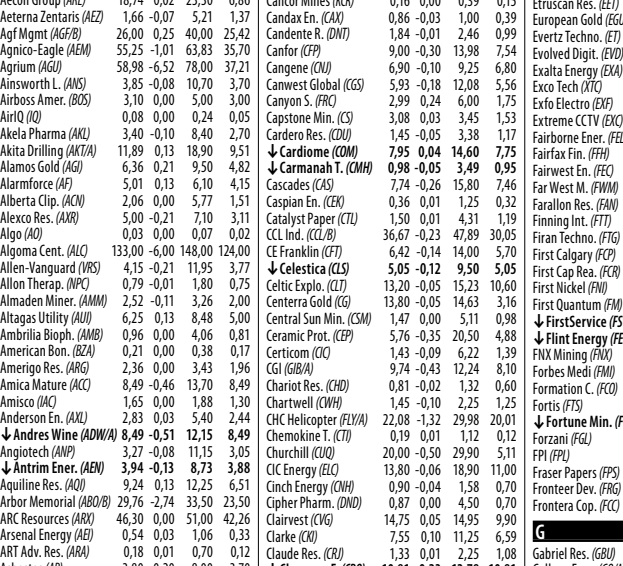 Aeterna Zentaris (AEZ) 1,66 -0,07 5,21 1,37
Agf Mgmt (AGF/B) 26,00 0,25 40,00 25,42
Agnico-Eagle (AEM) 55,25 -1,01 63,83 35,70
Agrium (AGU) 58,98 -6,52 78,00 37,21
Ainsworth L. (ANS) 3,85 -0,08 10,70 3,70
Airboss Amer. (BOS) 3,10 0,00 5,00 3,00
AirIQ (IQ) 0,08 0,00 0,24 0,05
Akela Pharma (AKL) 3,40 -0,10 8,40 2,70
Akita Drilling (AKT/A) 11,89 0,13 18,90 9,51
Alamos Gold (AGI) 6,36 0,21 9,50 4,82
Alarmforce (AF) 5,01 0,13 6,10 4,15
Alberta Clip. (ACN) 2,06 0,00 5,77 1,51
Alexco Res. (AXR) 5,00 -0,21 7,10 3,11
Algo (AO) 0,03 0,00 0,07 0,02
Algoma Cent. (ALC) 133,00 -6,00 148,00 124,00
Allen-Vanguard (VRS) 4,15 -0,21 11,95 3,77
Allon Therap. (NPC) 0,79 -0,01 1,80 0,75
Almaden Miner. (AMM) 2,52 -0,11 3,26 2,00
Altagas Utility (AUI) 6,25 0,13 8,48 5,00
Ambrilia Bioph. (AMB) 0,96 0,00 4,06 0,81
American Bon. (BZA) 0,21 0,00 0,38 0,17
Amerigo Res. (ARG) 2,36 0,00 3,43 1,96
Amica Mature (ACC) 8,49 -0,46 13,70 8,49
Amisco (IAC) 1,65 0,00 1,88 1,30
Anderson En. (AXL) 2,83 0,03 5,40 2,44
↓Andres Wine (ADW/A) 8,49 -0,51 12,15 8,49
Angiotech (ANP) 3,27 -0,08 11,15 3,05
↓Antrim Ener. (AEN) 3,94 -0,13 8,73 3,88
Aquiline Res. (AQI) 9,24 0,13 12,25 6,51
Arbor Memorial (ABO/B) 29,76 -2,74 33,50 23,50
ARC Resources (ARX) 46,30 0,00 51,00 42,26
Arsenal Energy (AEI) 0,54 0,03 1,06 0,33
ART Adv. Res. (ARA) 0,18 0,01 0,70 0,12
Candax En. (CAX) 0,86 -0,03 1,00 0,39
Candente R. (DNT) 1,84 -0,01 2,46 0,99
Canfor (CFP) 9,00 -0,30 13,98 7,54
Cangene (CNJ) 6,90 -0,10 9,25 6,80
Canwest Global (CGS) 5,93 -0,18 12,08 5,56
Canyon S. (FRC) 2,99 0,24 6,00 1,75
Capstone Min. (CS) 3,08 0,03 3,45 1,53
Cardero Res. (CDU) 1,45 -0,05 3,38 1,17
↓Cardiome (COM) 7,95 0,04 14,60 7,75
↓Carmanah T. (CMH) 0,98 -0,05 3,49 0,95
Cascades (CAS) 7,74 -0,26 15,80 7,46
Caspian En. (CEK) 0,36 0,01 1,25 0,32
Catalyst Paper (CTL) 1,50 0,01 4,31 1,19
CCL Ind. (CCL/B) 36,67 -0,23 47,89 30,05
CE Franklin (CFT) 6,42 -0,14 14,00 5,70
↓Celestica (CLS) 5,05 -0,12 9,50 5,05
Celtic Explo. (CLT) 13,20 -0,05 15,23 10,60
Centerra Gold (CG) 13,80 -0,05 14,63 3,16
Central Sun Min. (CSM) 1,47 0,00 5,11 0,98
Ceramic Prot. (CEP) 5,76 -0,35 20,50 4,88
Certicom (CIC) 1,43 -0,09 6,22 1,39
CGI (GIB/A) 9,74 -0,43 12,24 8,10
Chariot Res. (CHD) 0,81 -0,02 1,32 0,60
Chartwell (CWH) 1,45 -0,10 2,25 1,25
CHC Helicopter (FLY/A) 22,08 -1,32 29,98 20,01
Chemokine T. (CTI) 0,19 0,01 1,12 0,12
Churchill (CUQ) 20,00 -0,50 29,90 5,11
CIC Energy (ELC) 13,80 -0,06 18,90 11,00
Cinch Energy (CNH) 0,90 -0,04 1,58 0,70
Cipher Pharm. (DND) 0,87 0,00 4,50 0,70
Clairvest (CVG) 14,75 0,05 14,95 9,90
Clarke (CKI) 7,55 0,10 11,25 6,59
Claude Res. (CRJ) 1,33 0,01 2,25 1,08
Etruscan Res. (EET)
European Gold (EGU
Evertz Techno. (ET)
Evolved Digit. (EVD)
Exalta Energy (EXA)
Exco Tech (XTC)
Exfo Electro (EXF)
Extreme CCTV (EXC)
Fairborne Ener. (FEL
Fairfax Fin. (FFH)
Fairwest En. (FEC)
Far West M. (FWM)
Farallon Res. (FAN)
Finning Int. (FTT)
Firan Techno. (FTG)
First Calgary (FCP)
First Cap Rea. (FCR)
First Nickel (FNI)
First Quantum (FM)
↓FirstService (FS
↓Flint Energy (FE
FNX Mining (FNX)
Forbes Medi (FMI)
Formation C. (FCO)
Fortis (FTS)
↓Fortune Min. (F
Forzani (FGL)
FPI (FPL)
Fraser Papers (FPS)
Fronteer Dev. (FRG)
Frontera Cop. (FCC)
G
Gabriel Res. (GBU)